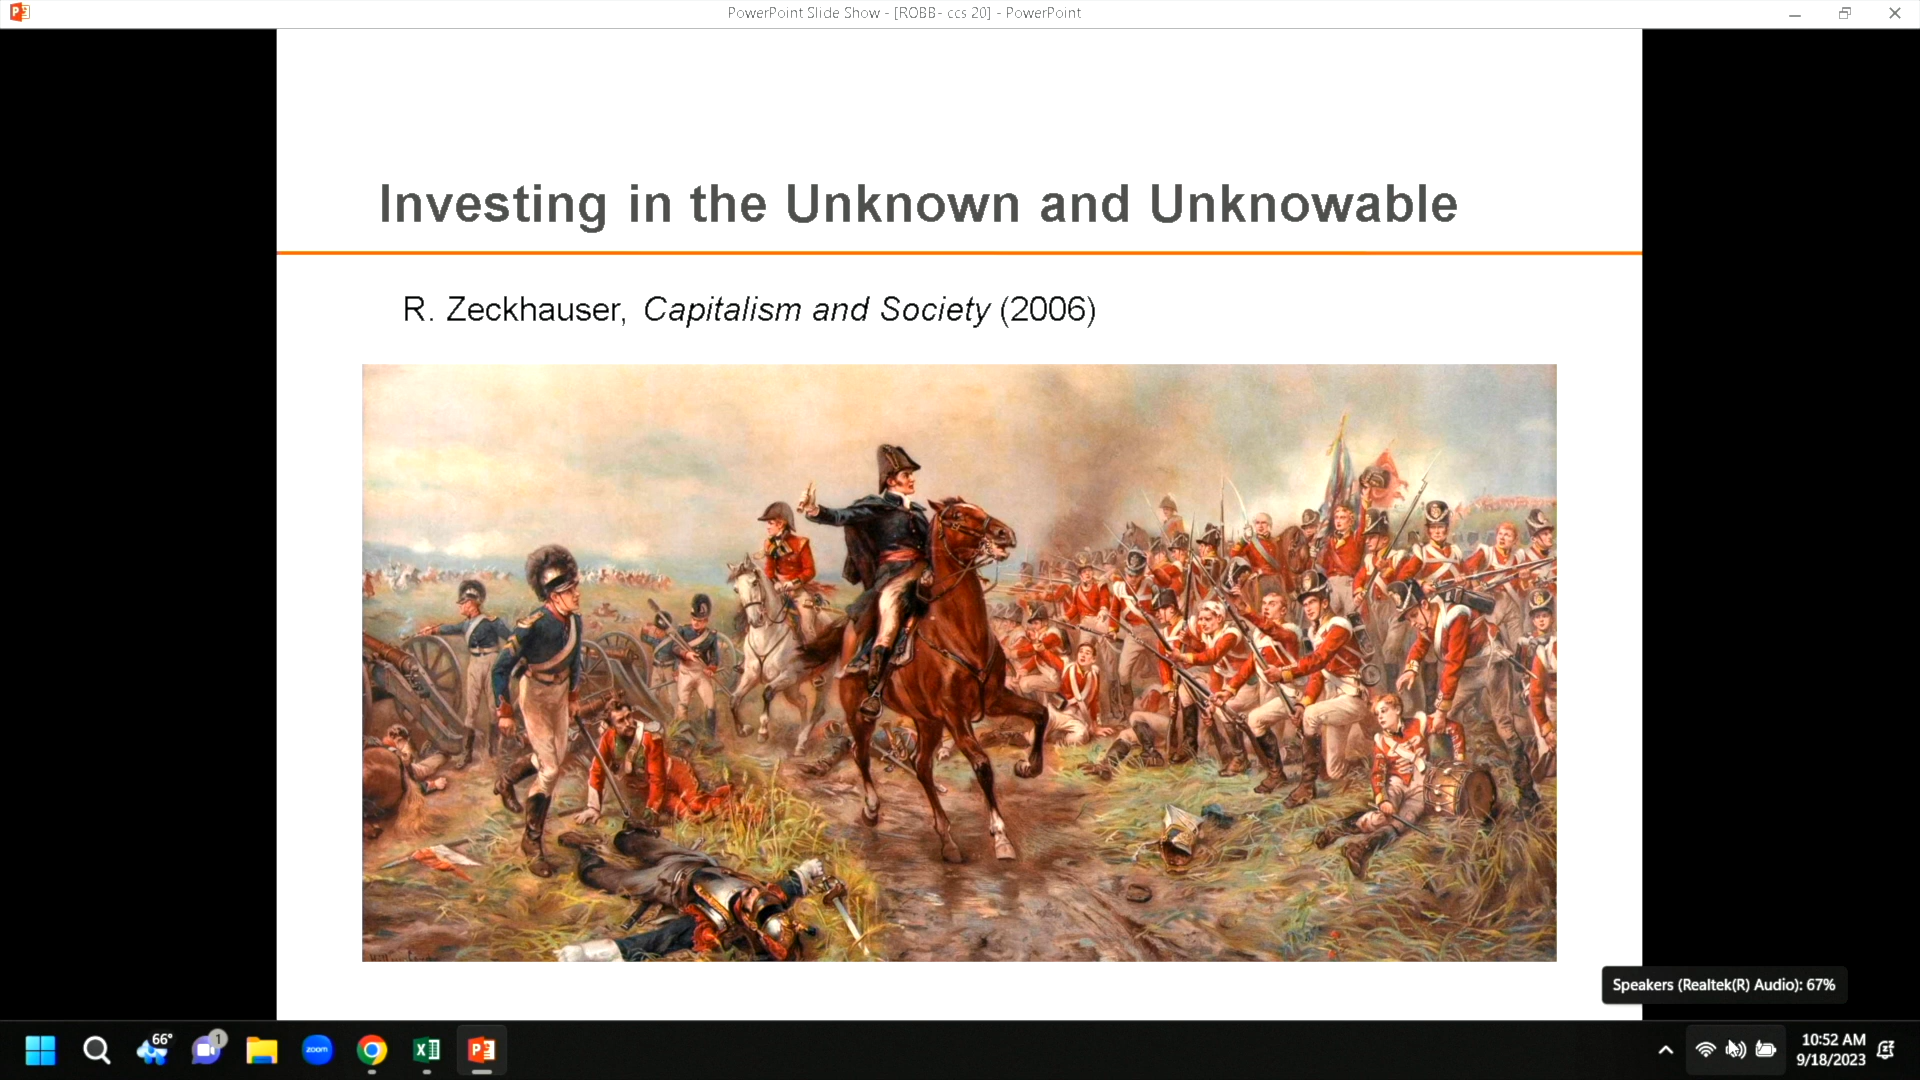 PowerPoint Slide Show - [ROBB- ccs 20] - PowerPoint
Investing in the Unknown and Unknowable
R. Zeckhauser, Capitalism and Society (2006)
Speakers (Realtek(R) Audio): 67%
66°
1
zoom
10:52 AM
9/18/2023